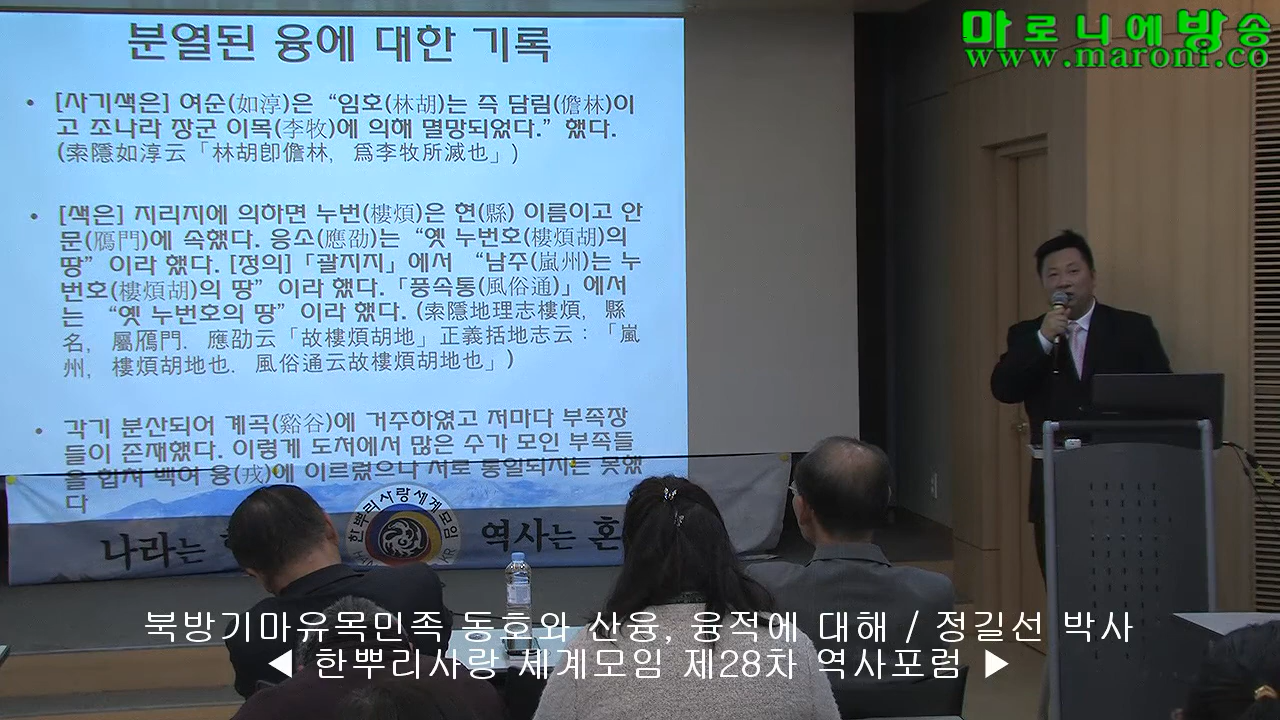 마로니에방송
www.maroni.co
분열된 융에 대한 기록
• [사기색은] 여순(如淳)은 “임호(林胡)는 즉 담림(儋林)이
고 조나라 장군 이목(李牧)에 의해 멸망되었다.” 했다.
(索隱如淳云「林胡卽儋林，爲李牧所滅也」)
• [색은] 지리지에 의하면 누번(樓煩)은 현(縣) 이름이고 안
문(鴈門)에 속했다. 응소(應劭)는 “옛 누번호(樓煩胡)의
땅” 이라 했다. [정의]「괄지지」에서 “남주(嵐州)는 누
번호(樓煩胡)의 땅” 이라 했다.「풍속통(風俗通)」에서
는 “옛 누번호의 땅” 이라 했다. (索隱地理志樓煩，縣
名，屬鴈門．應劭云「故樓煩胡地」正義括地志云：「嵐
州，樓煩胡地也．風俗通云故樓煩胡地也」)
• 각기 분산되어 계곡(谿谷)에 거주하였고 저마다 부족장
들이 존재했다. 이렇게 도처에서 많은 수가 모인 부족들
을 합쳐 백여 융(戎)에 이르렀으나 서로 통일되지는 못했
다
한뿌리사랑세계모임
나라는
역사는 혼
북방기마유목민족 동호와 산융, 융적에 대해 / 정길선 박사
◀ 한뿌리사랑 세계모임 제28차 역사포럼 ▶